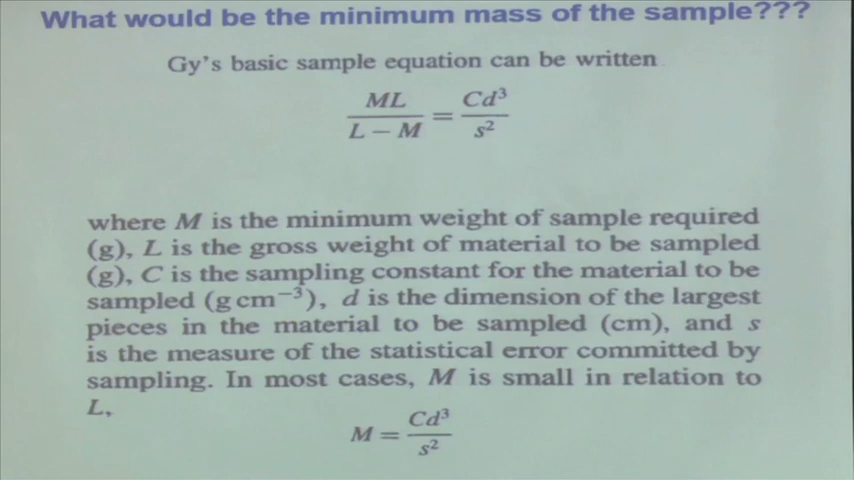 What would be the minimum mass of the sample???
Gy's basic sample equation can be written
ML / L – M = Cd³ / s²
where M is the minimum weight of sample required
(g), L is the gross weight of material to be sampled
(g), C is the sampling constant for the material to be
sampled (g cm⁻³), d is the dimension of the largest
pieces in the material to be sampled (cm), and s
is the measure of the statistical error committed by
sampling. In most cases, M is small in relation to
L,
M = Cd³ / s²